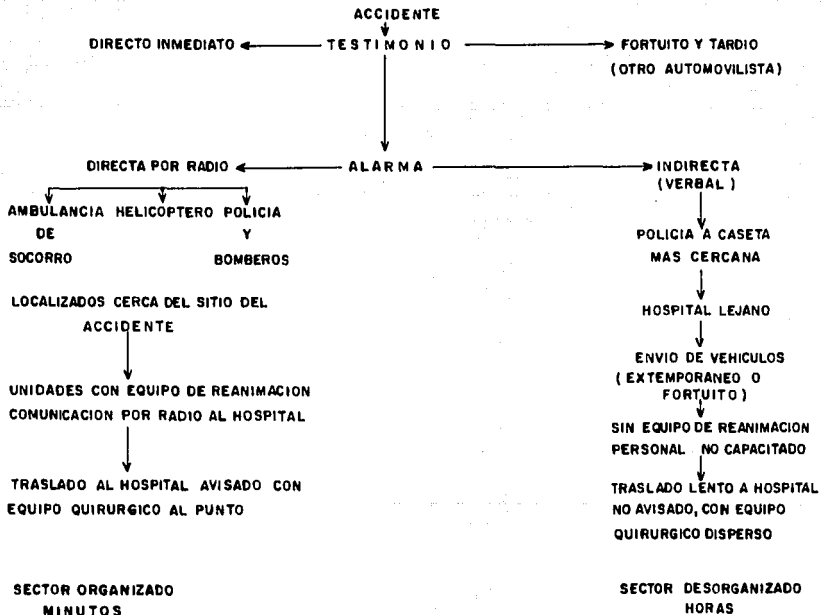 ACCIDENTE
DIRECTO INMEDIATO
TESTIMONIO
FORTUITO Y TARDIO
(OTRO AUTOMOVILISTA)
DIRECTA POR RADIO
ALARMA
INDIRECTA
(VERBAL)
AMBULANCIA HELICOPTERO POLICIA
DE Y
SOCORRO BOMBEROS
LOCALIZADOS CERCA DEL SITIO DEL
ACCIDENTE
UNIDADES CON EQUIPO DE REANIMACION
COMUNICACION POR RADIO AL HOSPITAL
TRASLADO AL HOSPITAL AVISADO CON
EQUIPO QUIRURGICO AL PUNTO
SECTOR ORGANIZADO
MINUTOS
POLICIA A CASETA
MAS CERCANA
HOSPITAL LEJANO
ENVIO DE VEHICULOS
(EXTEMPORANEO O
FORTUITO)
SIN EQUIPO DE REANIMACION
PERSONAL NO CAPACITADO
TRASLADO LENTO A HOSPITAL
NO AVISADO, CON EQUIPO
QUIRURGICO DISPERSO
SECTOR DESORGANIZADO
HORAS